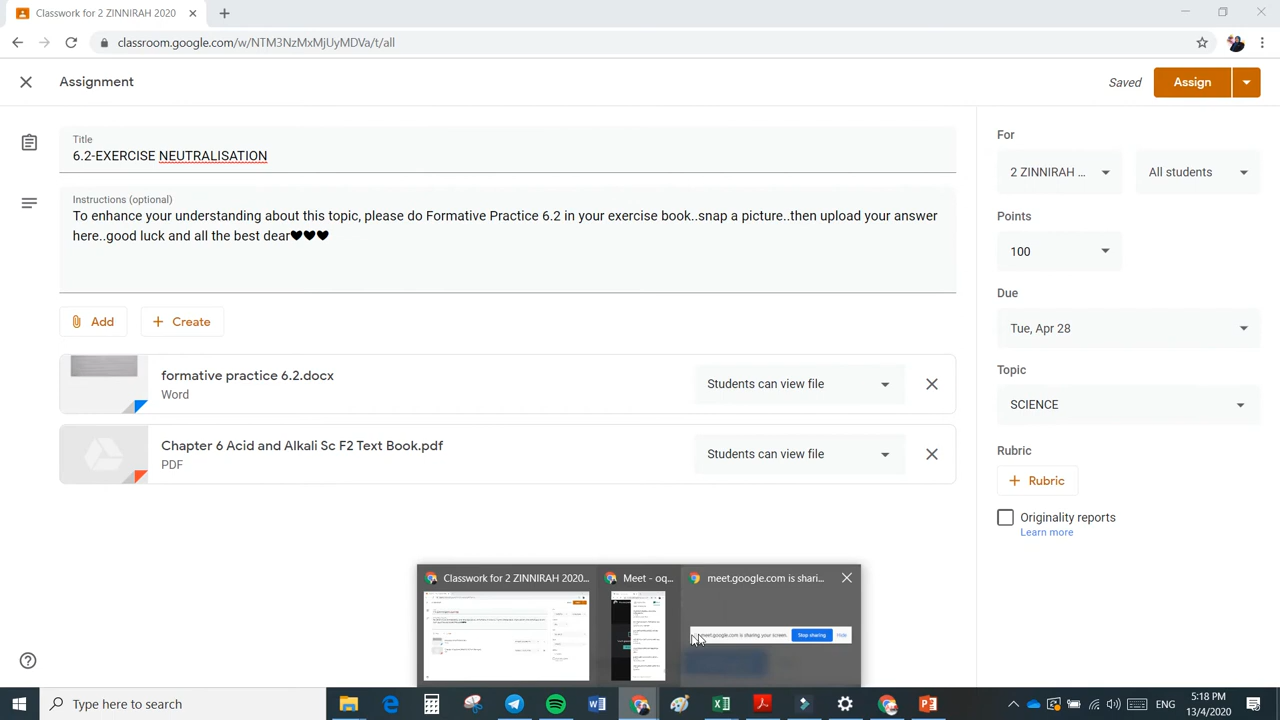 Classwork for 2 ZINNIRAH 2020
classroom.google.com/w/NTM3NzMxMjUyMDVa/t/all
Assignment
Saved
Assign
Title
6.2-EXERCISE NEUTRALISATION
Instructions (optional)
To enhance your understanding about this topic, please do Formative Practice 6.2 in your exercise book..snap a picture..then upload your answer
here..good luck and all the best dear♥♥♥
Add
+ Create
formative practice 6.2.docx
Word
Students can view file
Chapter 6 Acid and Alkali Sc F2 Text Book.pdf
PDF
Students can view file
For
2 ZINNIRAH ...
All students
Points
100
Due
Tue, Apr 28
Topic
SCIENCE
Rubric
+ Rubric
Originality reports
Learn more
Classwork for 2 ZINNIRAH 2020...
Meet - oq...
meet.google.com is shari...
meet.google.com is sharing your screen.
Stop sharing
Hide
Type here to search
ENG
5:18 PM
13/4/2020